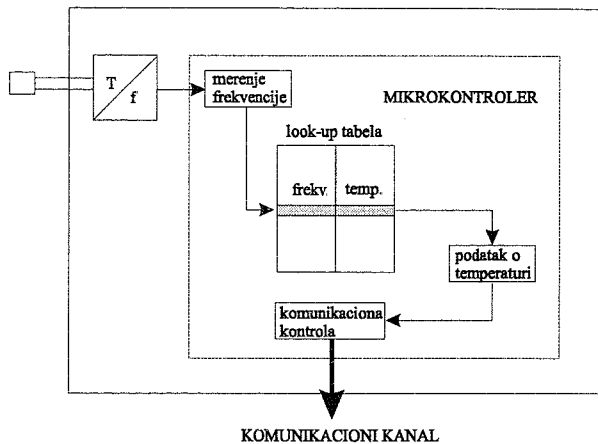 T
f
merenje
frekvencije
MIKROKONTROLER
look-up tabela
frekv. temp.
podatak o
temperaturi
komunikaciona
kontrola
KOMUNIKACIONI KANAL